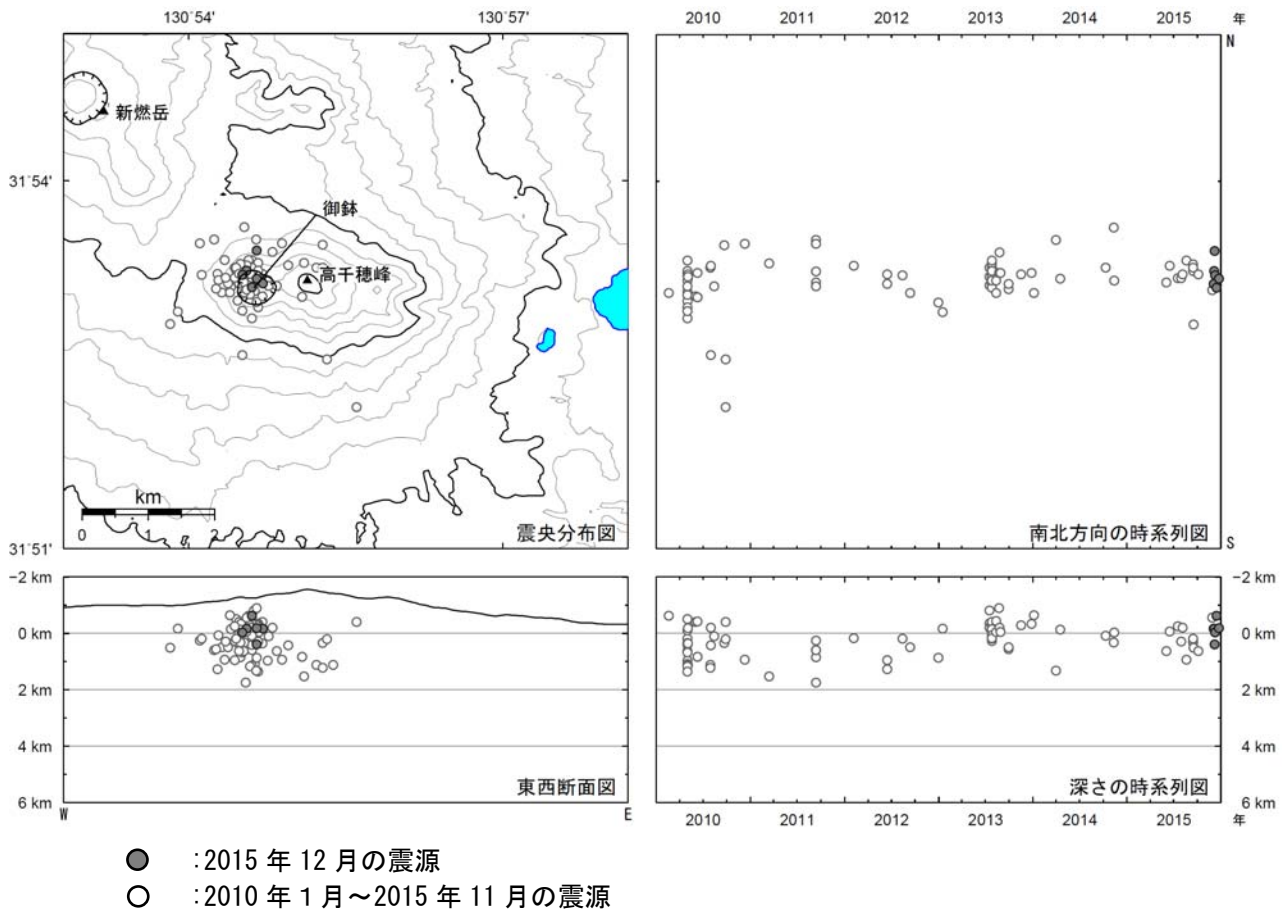 130˚54' 130˚57'
2010 2011 2012 2013 2014 2015 年
N
新燃岳
31˚54'
御鉢
高千穂峰
km
0 1 2
震央分布図
31˚51'
南北方向の時系列図
S
-2 km
0 km
2 km
4 km
6 km
東西断面図
W E
-2 km
0 km
2 km
4 km
6 km
深さの時系列図
2010 2011 2012 2013 2014 2015 年
:2015 年 12 月の震源
:2010 年 1 月~2015 年 11 月の震源